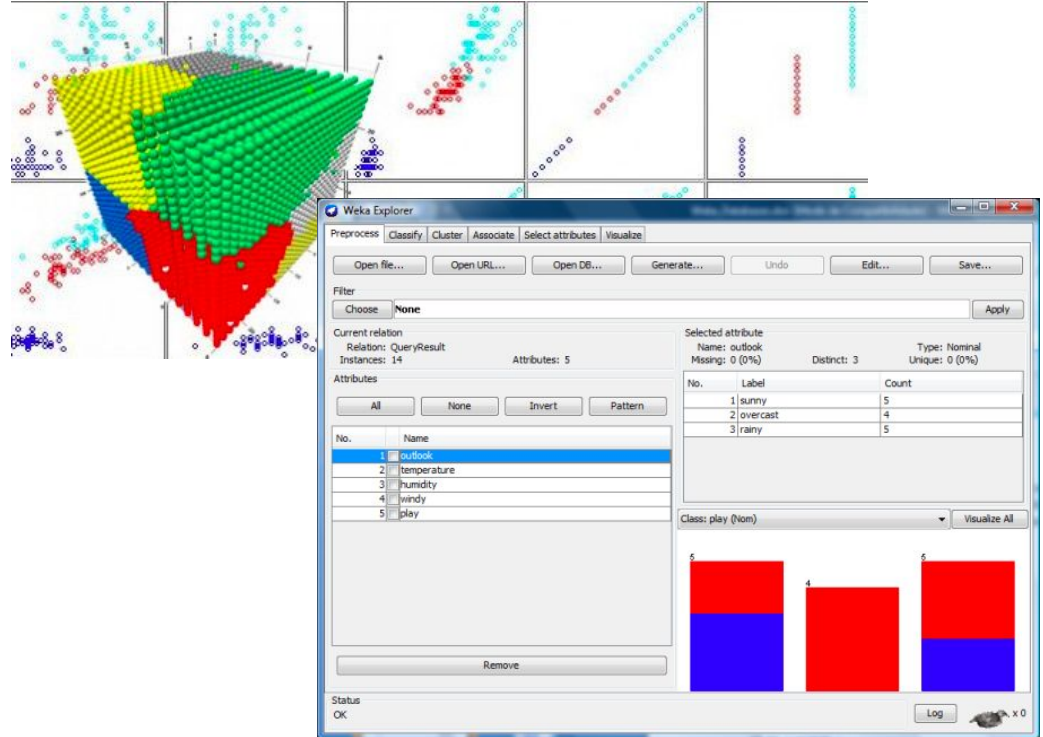 Weka Explorer
Preprocess Classify Cluster Associate Select attributes Visualize
Open file... Open URL... Open DB... Generate... Undo Edit... Save...
Filter
Choose None Apply
Current relation
Relation: QueryResult
Instances: 14 Attributes: 5
Attributes
All None Invert Pattern
No. Name
1 outlook
2 temperature
3 humidity
4 windy
5 play
Remove
Selected attribute
Name: outlook Type: Nominal
Missing: 0 (0%) Distinct: 3 Unique: 0 (0%)
No. Label Count
1 sunny 5
2 overcast 4
3 rainy 5
Class: play (Nom) Visualize All
5 4 5
Status
OK
Log x 0